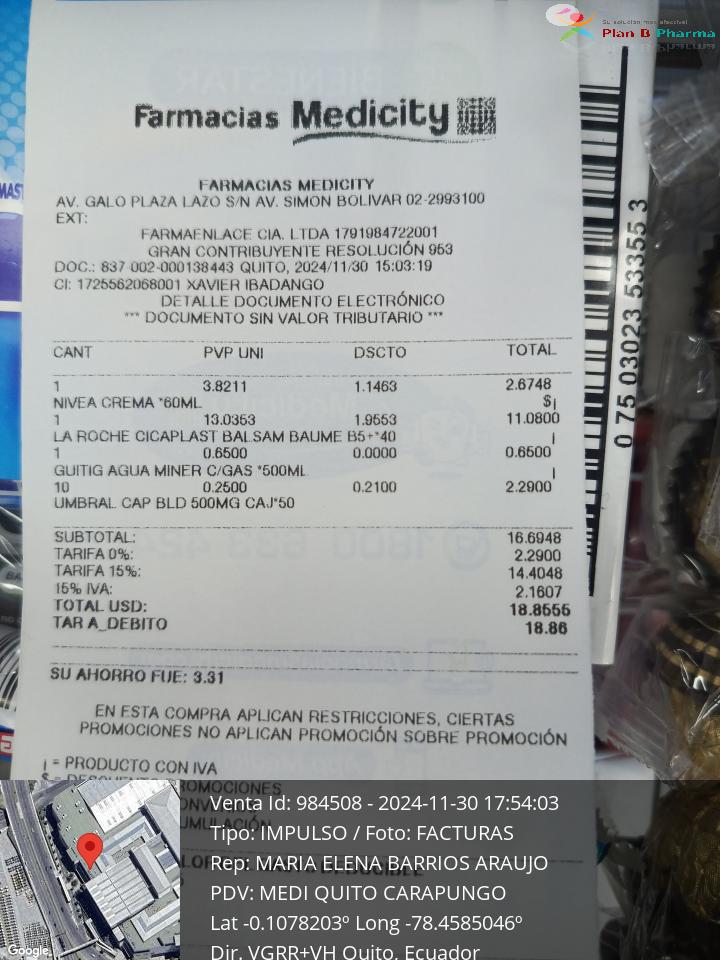 Su solución más afectiva!
Plan B Pharma
Farmacias Medicity
FARMACIAS MEDICITY
AV. GALO PLAZA LAZO S/N AV. SIMON BOLIVAR 02-2993100
EXT:
FARMAENLACE CIA. LTDA 1791984722001
GRAN CONTRIBUYENTE RESOLUCIÓN 953
DOC.: 837-002-000138443 QUITO, 2024/11/30 15:03:19
CI: 1725562068001 XAVIER IBADANGO
DETALLE DOCUMENTO ELECTRÓNICO
*** DOCUMENTO SIN VALOR TRIBUTARIO ***
CANT PVP UNI DSCTO TOTAL
1 3.8211 1.1463 2.6748
NIVEA CREMA *60ML $¡
1 13.0353 1.9553 11.0800
LA ROCHE CICAPLAST BALSAM BAUME B5+*40 ¡
1 0.6500 0.0000 0.6500
GUITIG AGUA MINER C/GAS *500ML ¡
10 0.2500 0.2100 2.2900
UMBRAL CAP BLD 500MG CAJ*50
SUBTOTAL: 16.6948
TARIFA 0%: 2.2900
TARIFA 15%: 14.4048
15% IVA: 2.1607
TOTAL USD: 18.8555
TAR A_DEBITO 18.86
SU AHORRO FUE: 3.31
EN ESTA COMPRA APLICAN RESTRICCIONES, CIERTAS
PROMOCIONES NO APLICAN PROMOCIÓN SOBRE PROMOCIÓN
¡ = PRODUCTO CON IVA
0 75 03023 53355 3
Venta Id: 984508 - 2024-11-30 17:54:03
Tipo: IMPULSO / Foto: FACTURAS
Rep: MARIA ELENA BARRIOS ARAUJO
PDV: MEDI QUITO CARAPUNGO
Lat -0.1078203º Long -78.4585046º
Dir. VGRR+VH Quito, Ecuador
Google